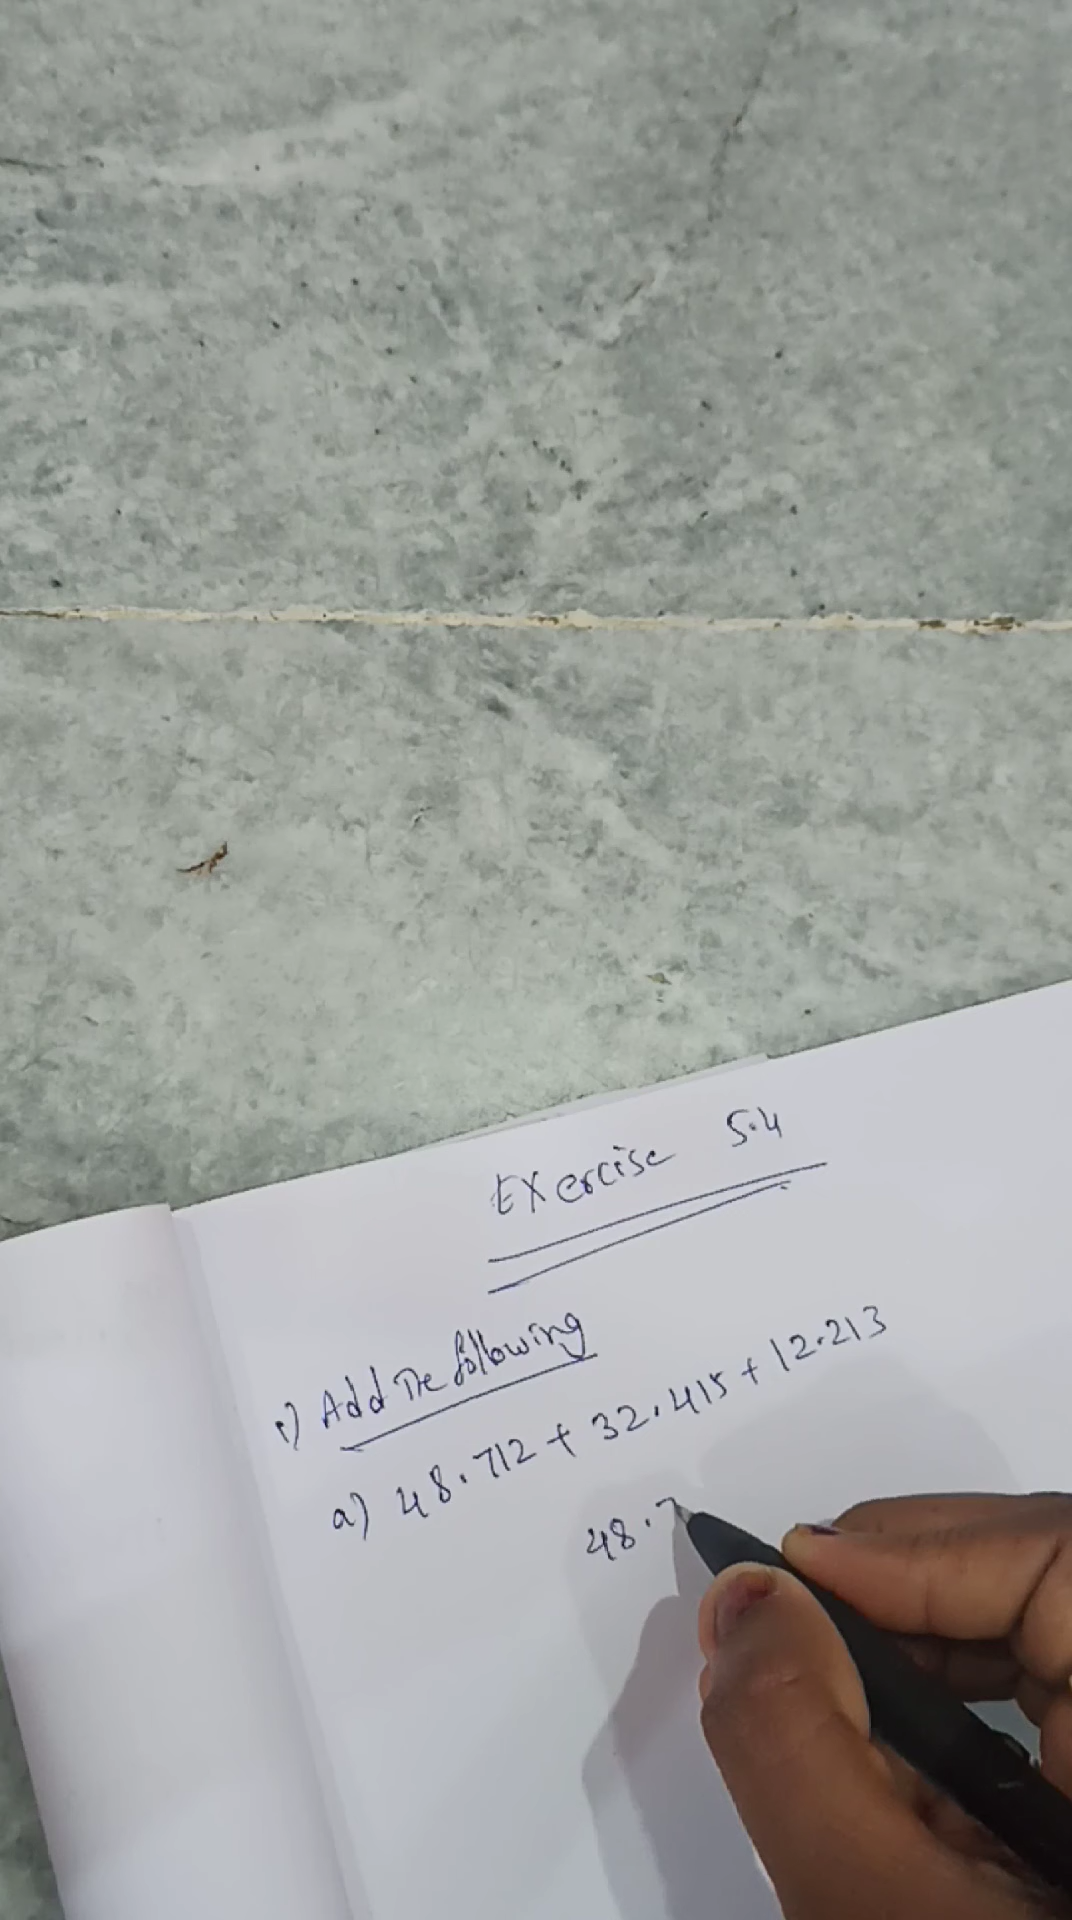 Exercise 5.4
1) Add The following
a) 48.712 + 32.415 + 12.213
48.7